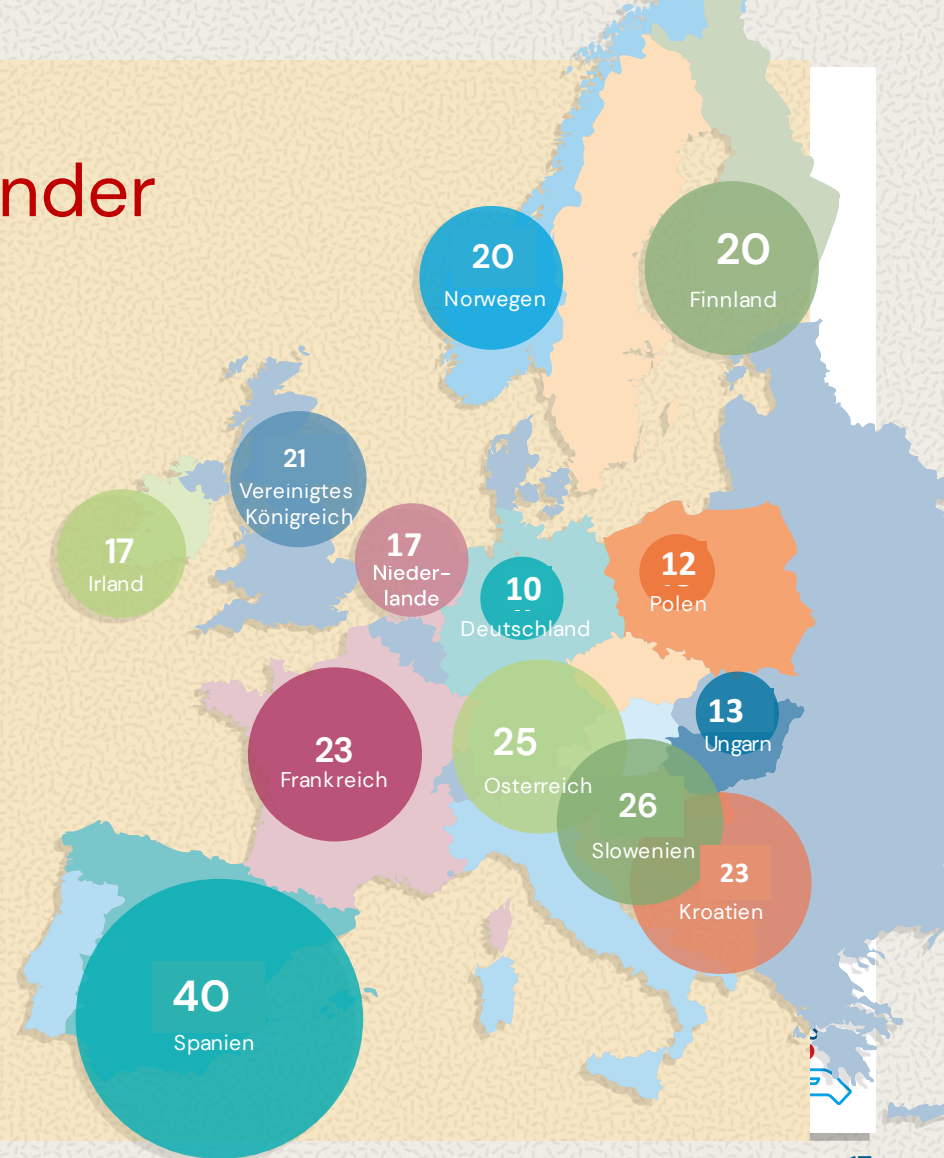 nder
20
Norwegen
20
Finnland
21
Vereinigtes
Königreich
17
Irland
17
Nieder-
lande
10
Deutschland
12
Polen
13
Ungarn
23
Frankreich
25
Österreich
26
Slowenien
23
Kroatien
40
Spanien